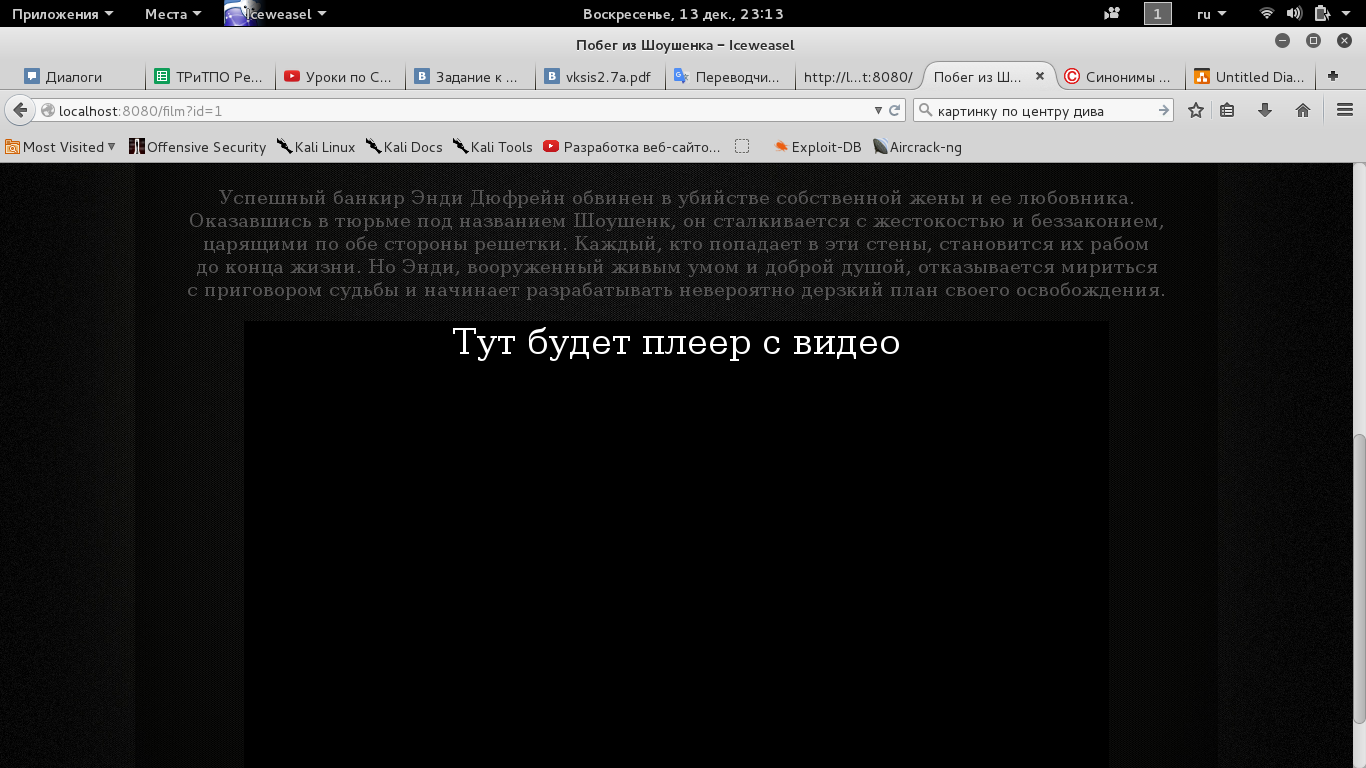 Приложения Места Iceweasel Воскресенье, 13 дек., 23:13 1 ru
Побег из Шоушенка – Iceweasel
Диалоги ТРиТПО Ре... Уроки по С... Задание к ... vksis2.7a.pdf Переводчи... http://l...t:8080/ Побег из Ш... Синонимы ... Untitled Dia...
localhost:8080/film?id=1 картинку по центру дива
Most Visited Offensive Security Kali Linux Kali Docs Kali Tools Разработка веб-сайто... Exploit-DB Aircrack-ng
Успешный банкир Энди Дюфрейн обвинен в убийстве собственной жены и ее любовника.
Оказавшись в тюрьме под названием Шоушенк, он сталкивается с жестокостью и беззаконием,
царящими по обе стороны решетки. Каждый, кто попадает в эти стены, становится их рабом
до конца жизни. Но Энди, вооруженный живым умом и доброй душой, отказывается мириться
с приговором судьбы и начинает разрабатывать невероятно дерзкий план своего освобождения.
Тут будет плеер с видео